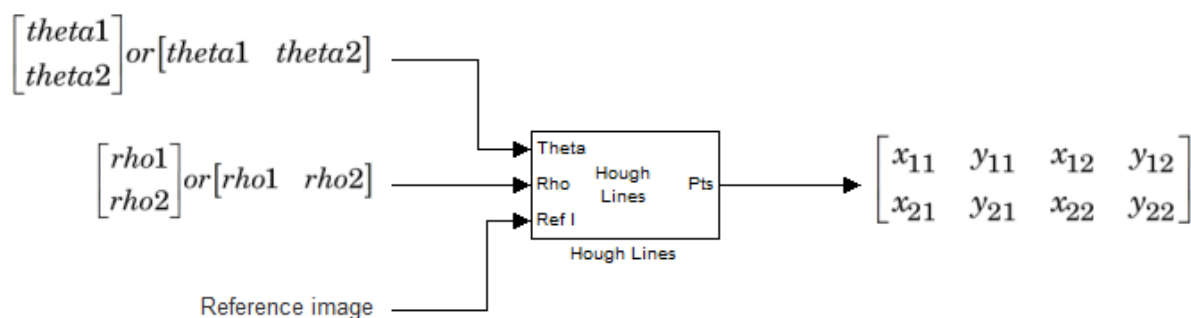 [theta1
theta2] or [theta1 theta2]
[rho1
rho2] or [rho1 rho2]
Reference image
Theta
Rho
Ref I
Hough
Lines
Pts
Hough Lines
[x₁₁ y₁₁ x₁₂ y₁₂
x₂₁ y₂₁ x₂₂ y₂₂]